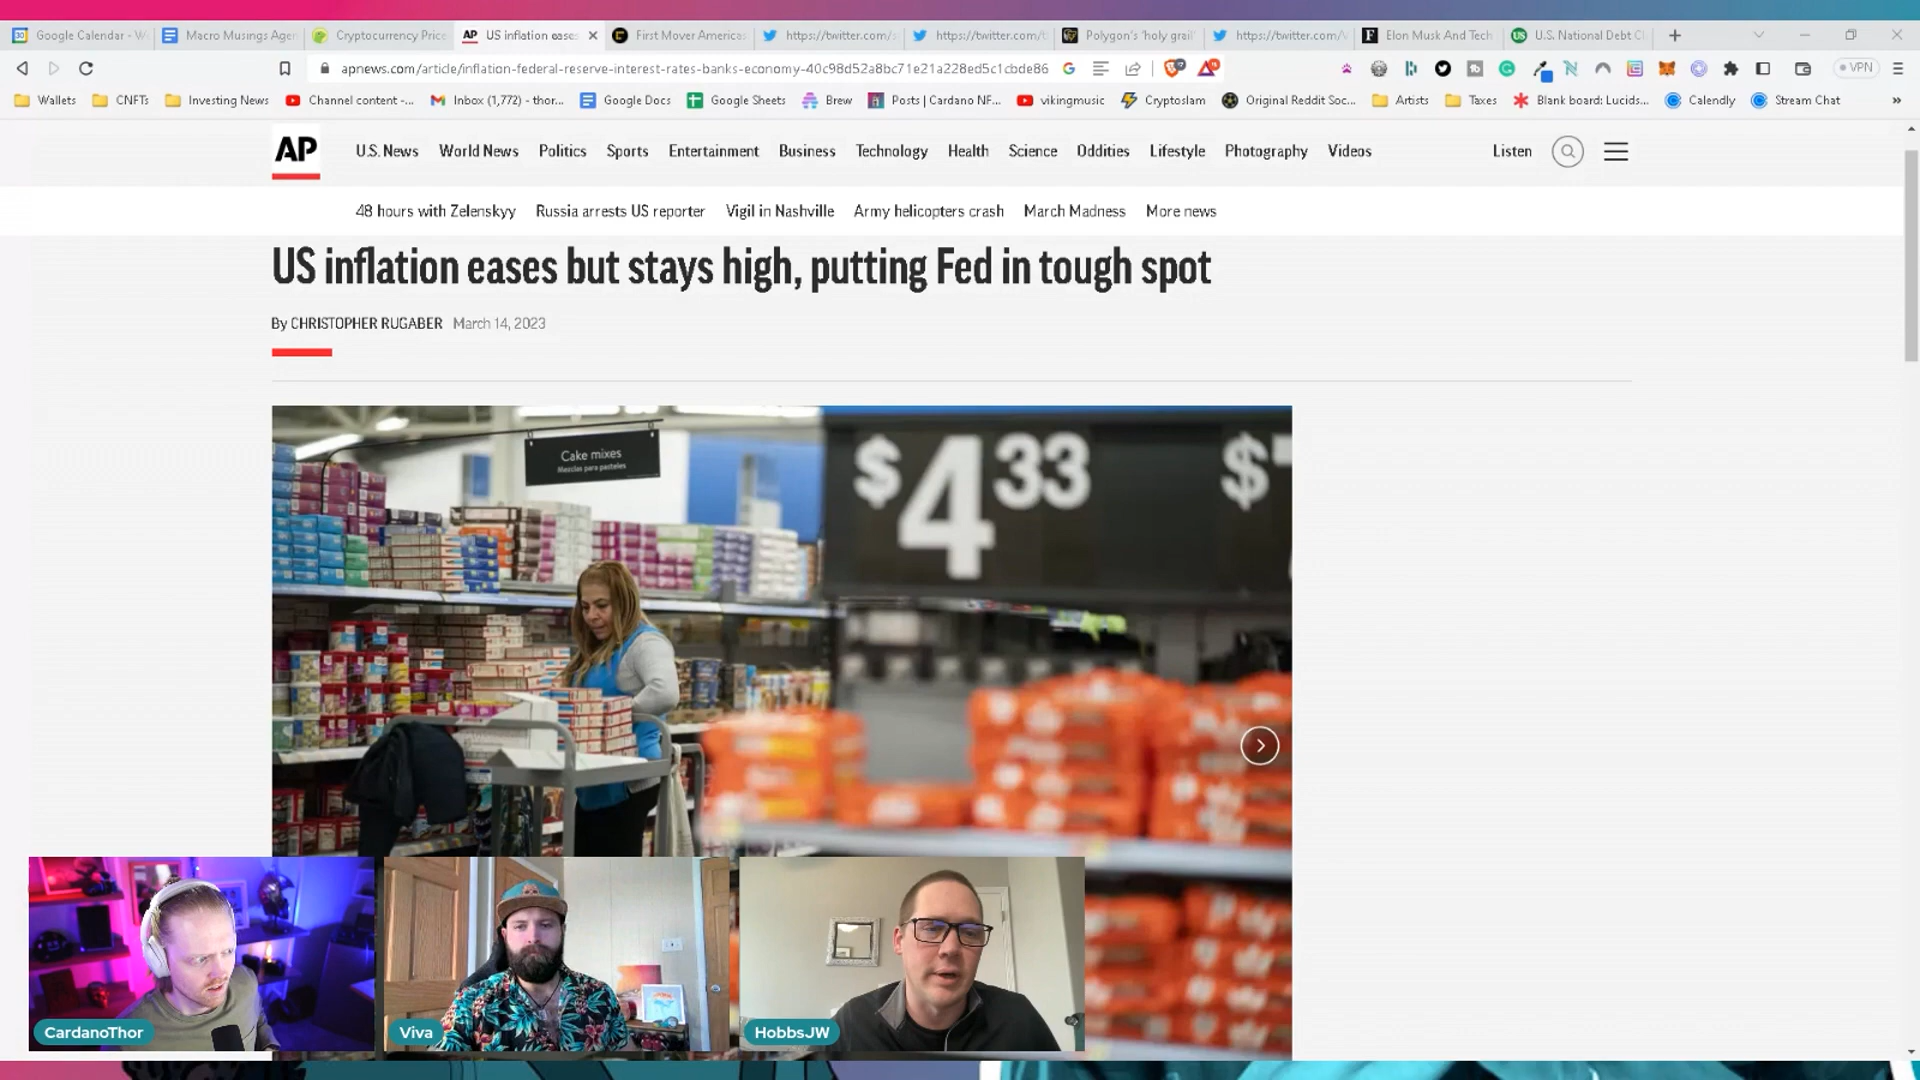 Google Calendar - W
Macro Musings Agen
Cryptocurrency Price
AP
US inflation eases
First Mover Americas
https://twitter.com/s
https://twitter.com/t
Polygon's 'holy grail'
https://twitter.com/v
Elon Musk And Tech
U.S. National Debt Cl
apnews.com/article/inflation-federal-reserve-interest-rates-banks-economy-40c98d52a8bc71e21a228ed5c1cbde86
VPN
Wallets
CNFTs
Investing News
Channel content -...
Inbox (1,772) - thor...
Google Docs
Google Sheets
Brew
Posts | Cardano NF...
vikingmusic
Cryptoslam
Original Reddit Soc...
Artists
Taxes
Blank board: Lucids...
Calendly
Stream Chat
AP
U.S. News
World News
Politics
Sports
Entertainment
Business
Technology
Health
Science
Oddities
Lifestyle
Photography
Videos
Listen
48 hours with Zelenskyy
Russia arrests US reporter
Vigil in Nashville
Army helicopters crash
March Madness
More news
US inflation eases but stays high, putting Fed in tough spot
By CHRISTOPHER RUGABER March 14, 2023
Cake mixes
Mezclas para pasteles
$4 33
$
CardanoThor
Viva
HobbsJW